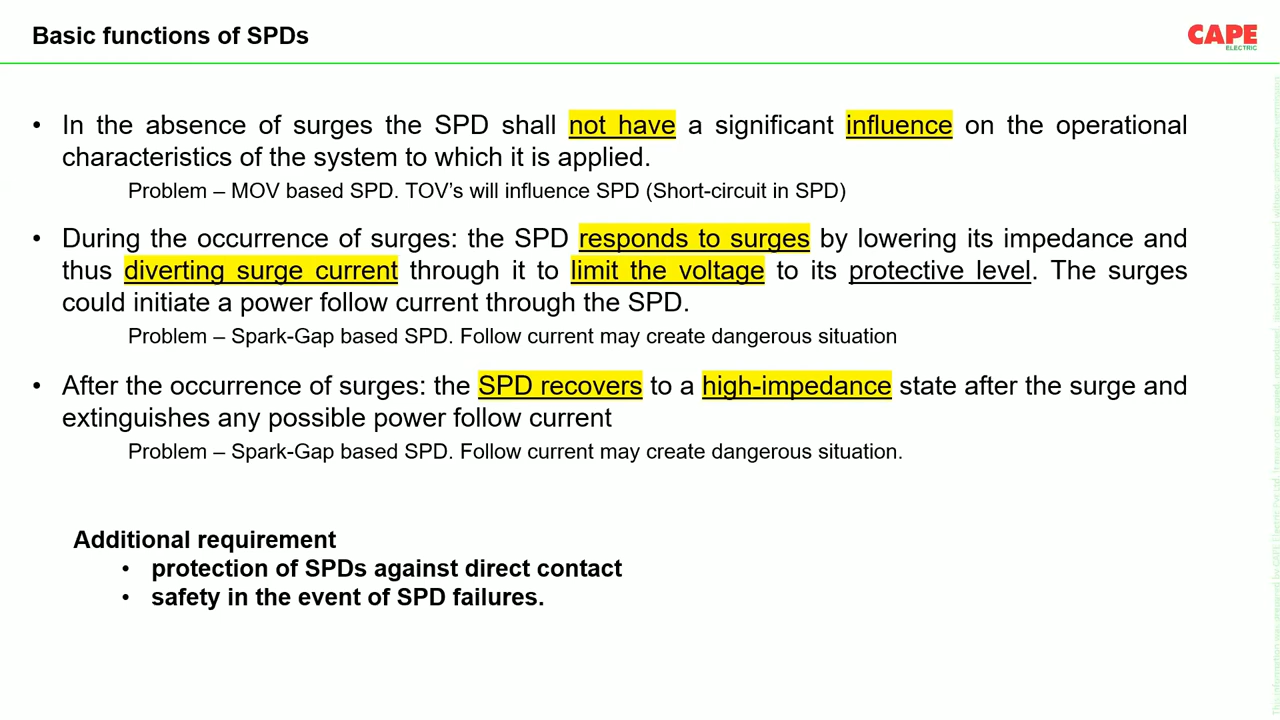 Basic functions of SPDs
CAPE
ELECTRIC
• In the absence of surges the SPD shall not have a significant influence on the operational
characteristics of the system to which it is applied.
Problem – MOV based SPD. TOV's will influence SPD (Short-circuit in SPD)
• During the occurrence of surges: the SPD responds to surges by lowering its impedance and
thus diverting surge current through it to limit the voltage to its protective level. The surges
could initiate a power follow current through the SPD.
Problem – Spark-Gap based SPD. Follow current may create dangerous situation
• After the occurrence of surges: the SPD recovers to a high-impedance state after the surge and
extinguishes any possible power follow current
Problem – Spark-Gap based SPD. Follow current may create dangerous situation.
Additional requirement
• protection of SPDs against direct contact
• safety in the event of SPD failures.